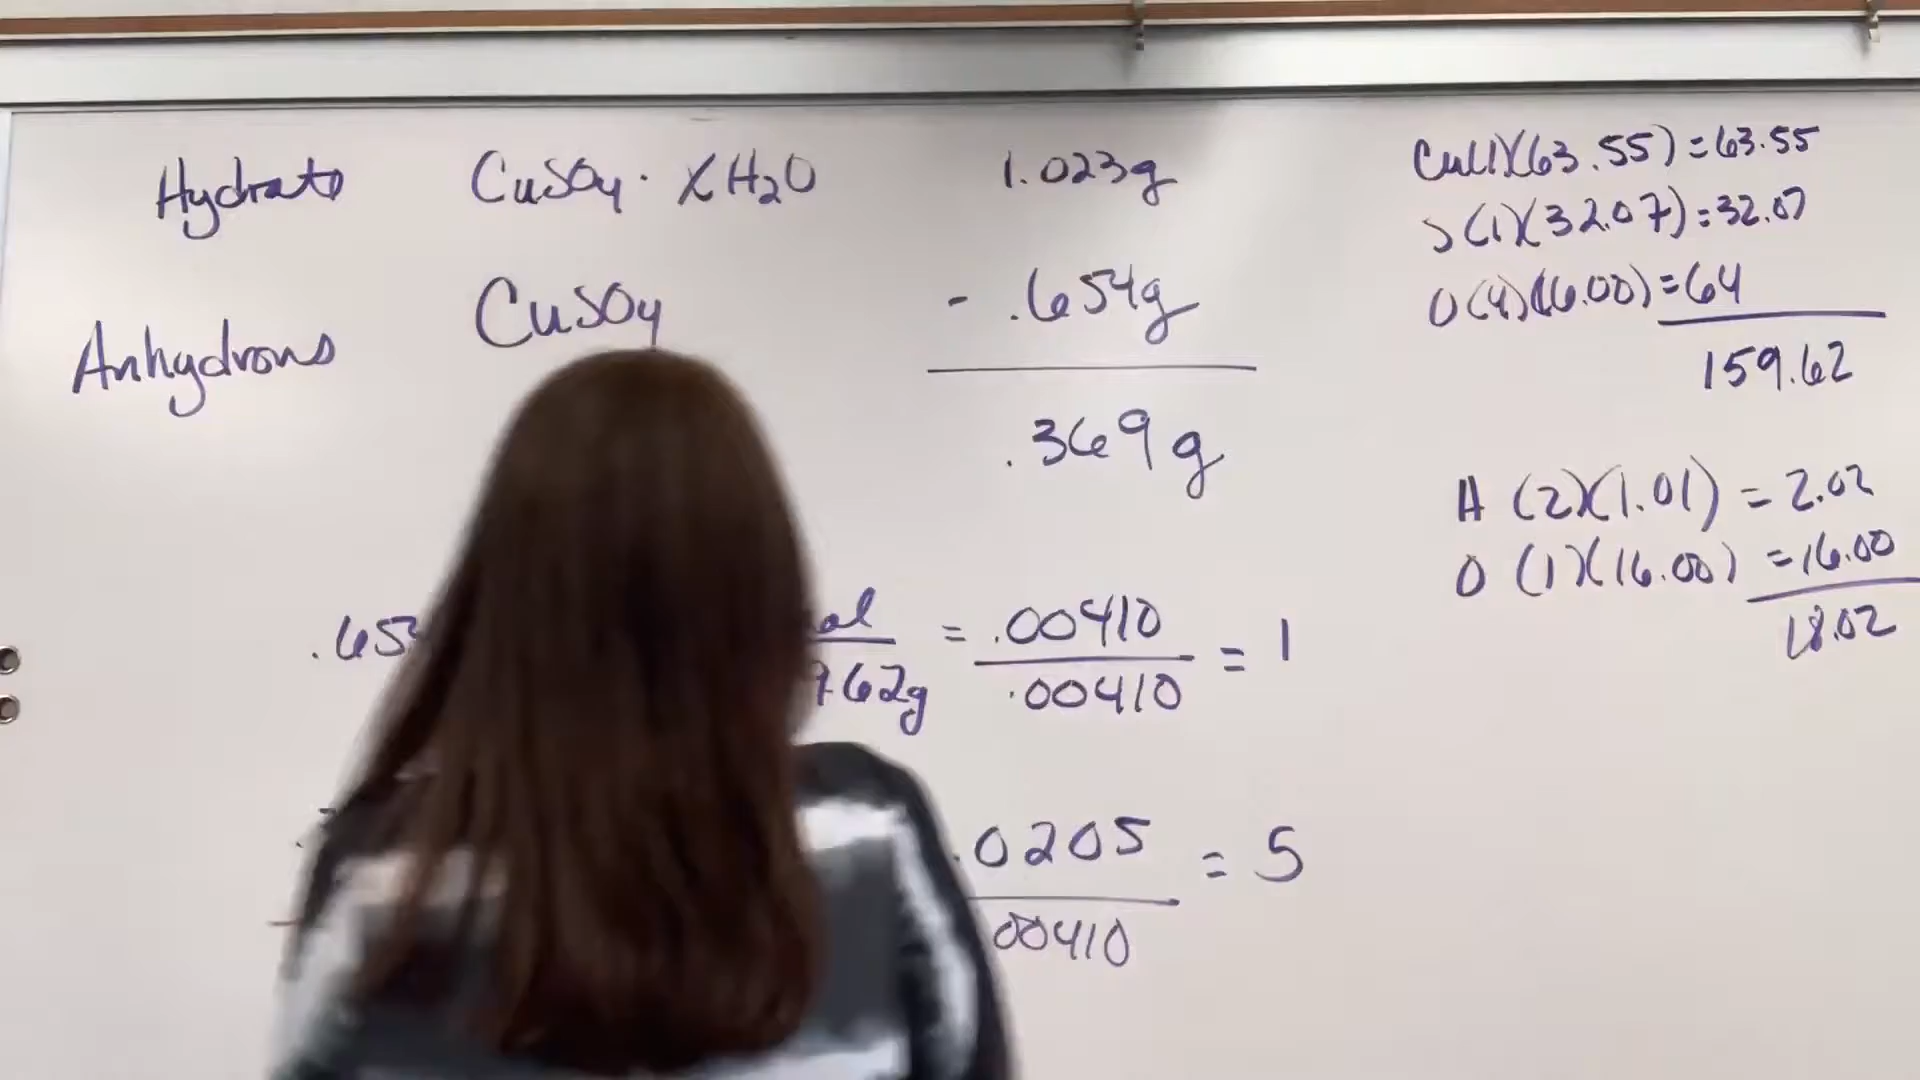 Hydrate CuSO4 · XH2O 1.023g
Anhydrous CuSO4 - .654g
.369g
= .00410 / .00410 = 1
62g
.0205 / 00410 = 5
Cu(1)(63.55) = 63.55
S(1)(32.07) = 32.07
O(4)(16.00) = 64
159.62
H (2)(1.01) = 2.02
O (1)(16.00) = 16.00
18.02